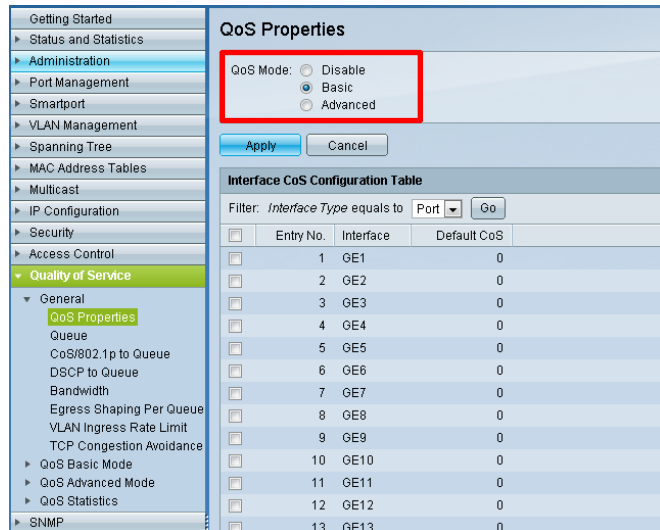 Getting Started
Status and Statistics
Administration
Port Management
Smartport
VLAN Management
Spanning Tree
MAC Address Tables
Multicast
IP Configuration
Security
Access Control
Quality of Service
General
QoS Properties
Queue
CoS/802.1p to Queue
DSCP to Queue
Bandwidth
Egress Shaping Per Queue
VLAN Ingress Rate Limit
TCP Congestion Avoidance
QoS Basic Mode
QoS Advanced Mode
QoS Statistics
SNMP
QoS Properties
QoS Mode: Disable
Basic
Advanced
Apply Cancel
Interface CoS Configuration Table
Filter: Interface Type equals to Port Go
Entry No. Interface Default CoS
1 GE1 0
2 GE2 0
3 GE3 0
4 GE4 0
5 GE5 0
6 GE6 0
7 GE7 0
8 GE8 0
9 GE9 0
10 GE10 0
11 GE11 0
12 GE12 0
13 GE13 0